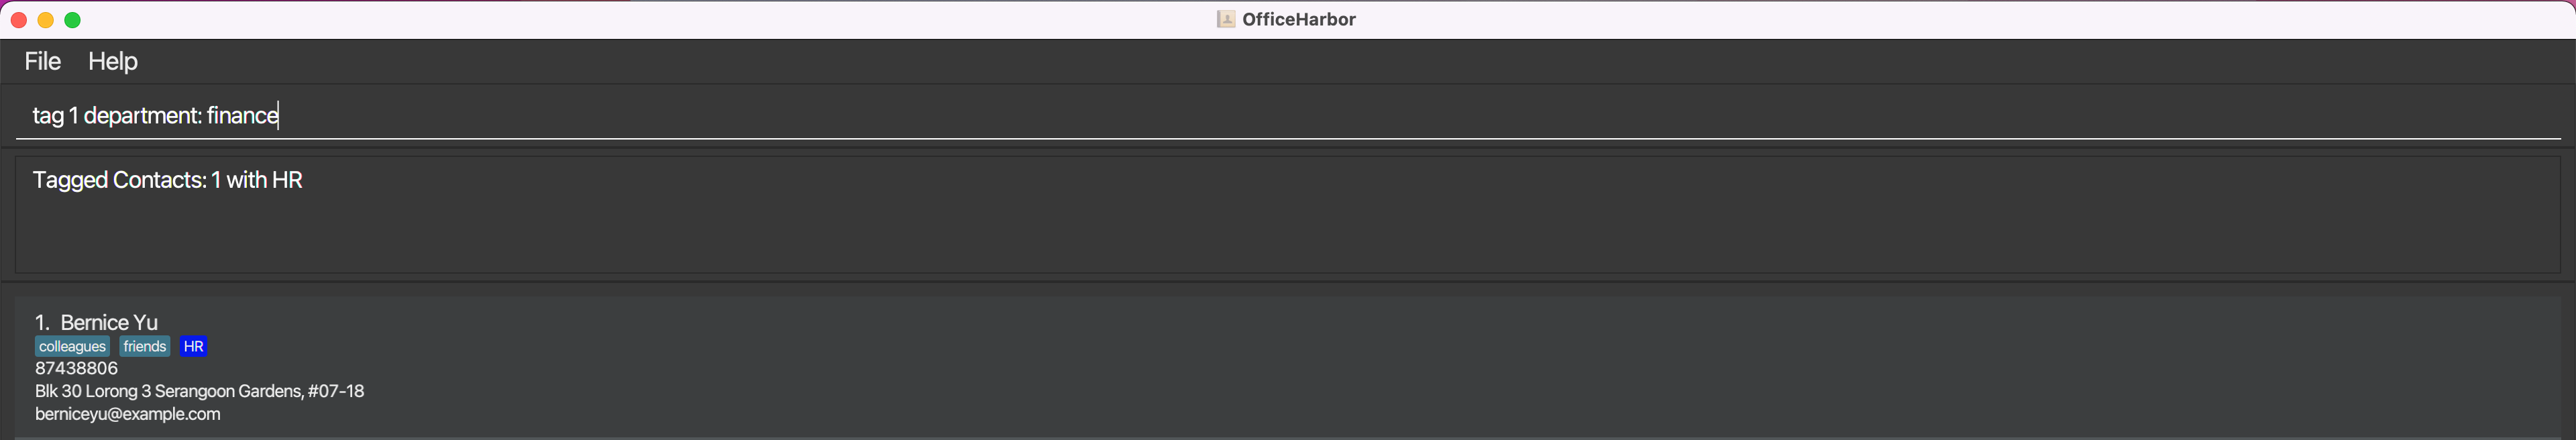 OfficeHarbor
File Help
tag 1 department: finance
Tagged Contacts: 1 with HR
1. Bernice Yu
colleagues friends HR
87438806
Blk 30 Lorong 3 Serangoon Gardens, #07-18
berniceyu@example.com